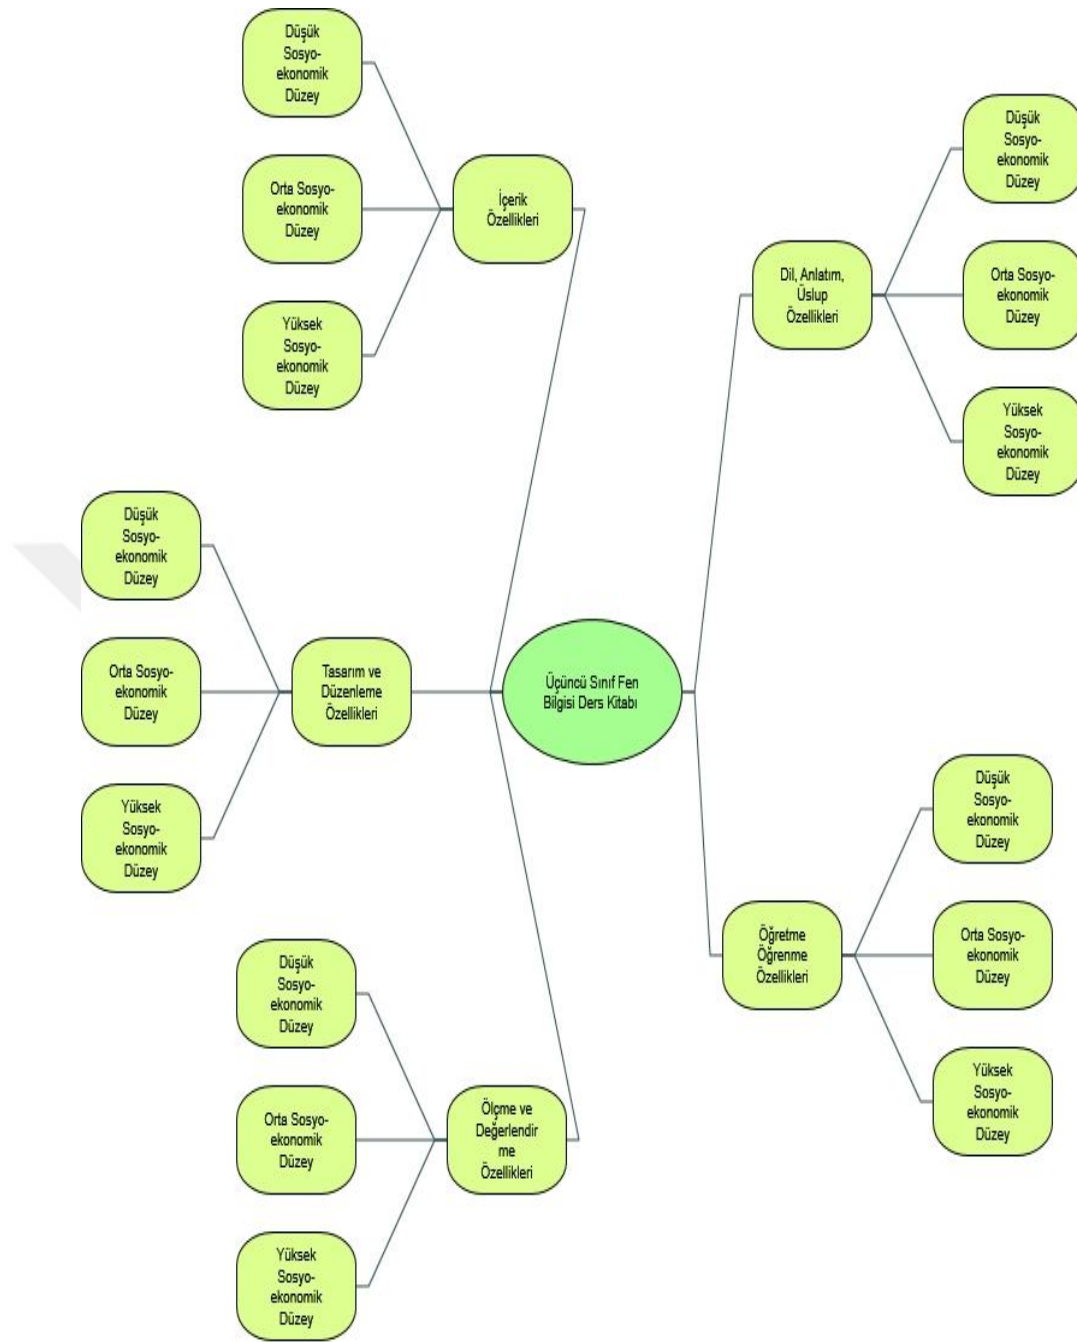 Düşük
Sosyo-
ekonomik
Düzey
Orta Sosyo-
ekonomik
Düzey
Yüksek
Sosyo-
ekonomik
Düzey
İçerik
Özellikleri
Düşük
Sosyo-
ekonomik
Düzey
Orta Sosyo-
ekonomik
Düzey
Yüksek
Sosyo-
ekonomik
Düzey
Dil, Anlatım,
Üslup
Özellikleri
Düşük
Sosyo-
ekonomik
Düzey
Orta Sosyo-
ekonomik
Düzey
Yüksek
Sosyo-
ekonomik
Düzey
Tasarım ve
Düzenleme
Özellikleri
Üçüncü Sınıf Fen
Bilgisi Ders Kitabı
Düşük
Sosyo-
ekonomik
Düzey
Orta Sosyo-
ekonomik
Düzey
Yüksek
Sosyo-
ekonomik
Düzey
Öğretme
Öğrenme
Özellikleri
Düşük
Sosyo-
ekonomik
Düzey
Orta Sosyo-
ekonomik
Düzey
Yüksek
Sosyo-
ekonomik
Düzey
Ölçme ve
Değerlendir
me
Özellikleri